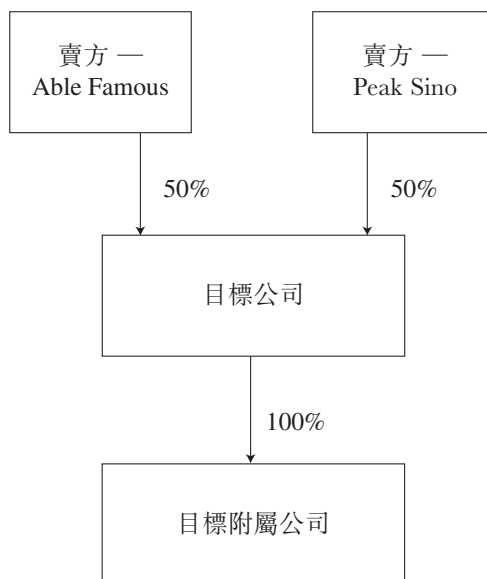 賣方 —
Able Famous
賣方 —
Peak Sino
50%
50%
目標公司
100%
目標附屬公司